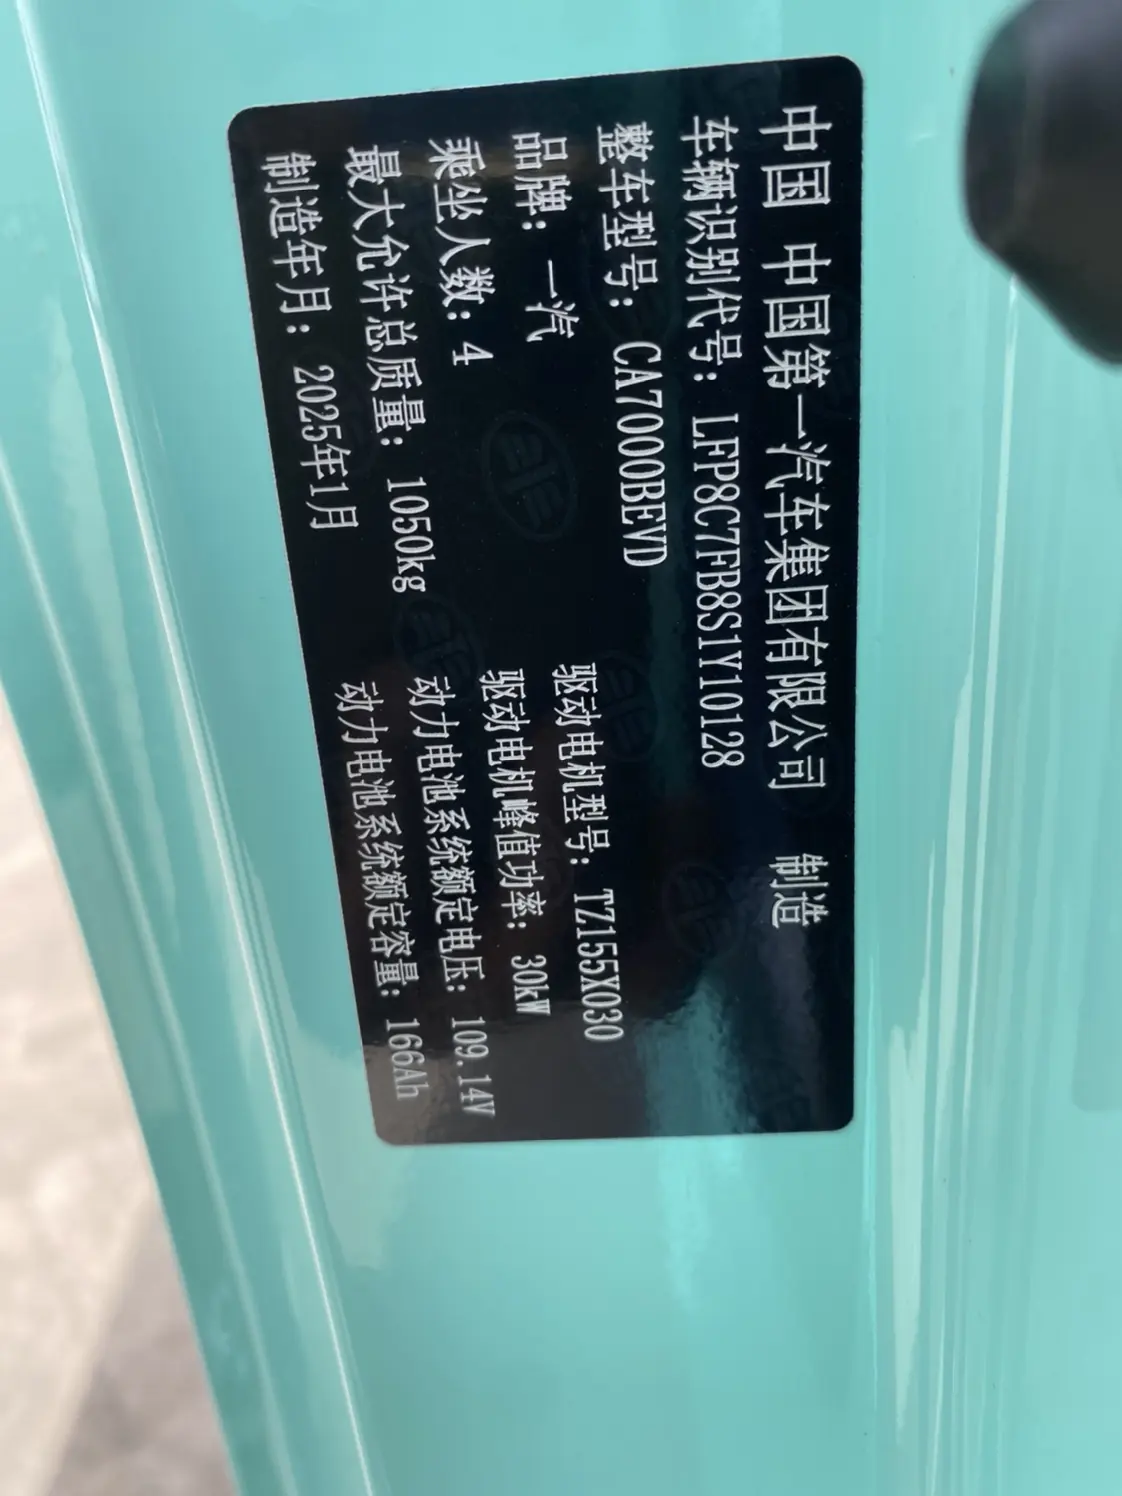 中国 中国第一汽车集团有限公司 制造
车辆识别代号: LFP8C7FB8S1Y10128
整车型号: CA7000BEVD
品牌: 一汽
乘坐人数: 4
最大允许总质量: 1050kg
制造年月: 2025年1月
驱动电机型号: TZ155X030
驱动电机峰值功率: 30kW
动力电池系统额定电压: 109.14V
动力电池系统额定容量: 166Ah